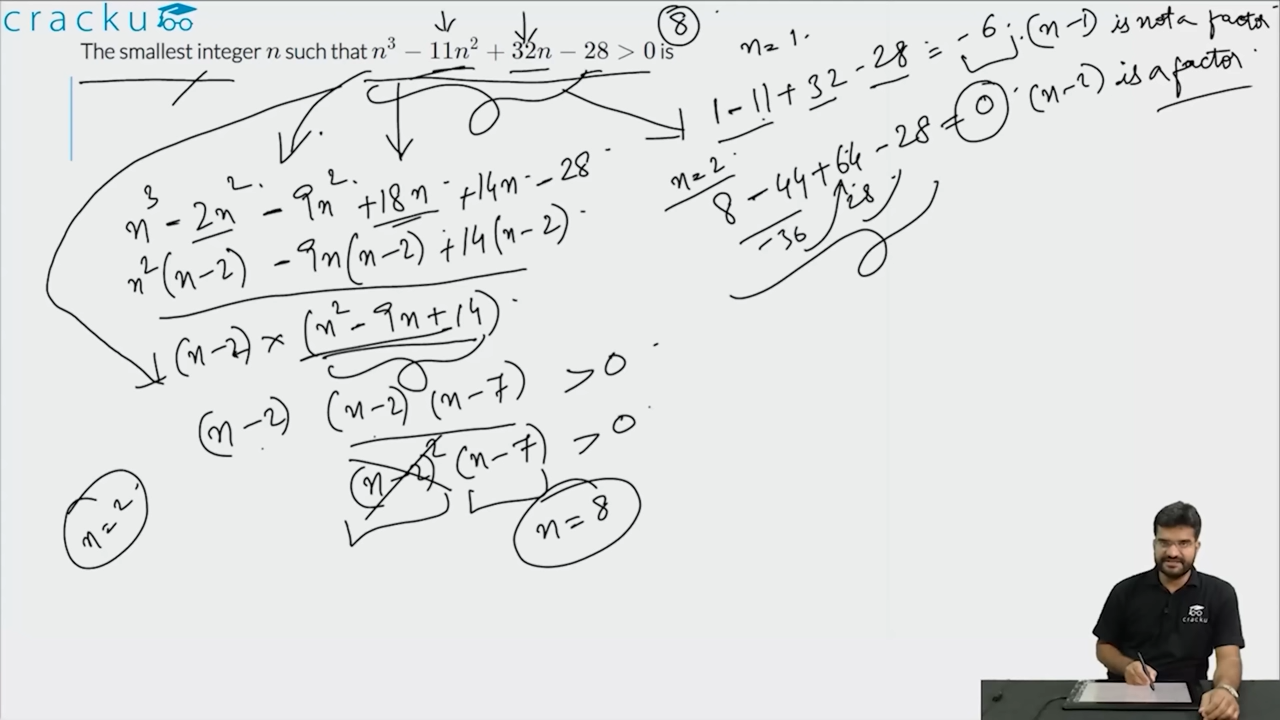 cracku
The smallest integer n such that n³ − 11n² + 32n − 28 > 0 is
8
n=1.
1 - 11 + 32 - 28 = -6; (n-1) is not a factor.
n=2.
8 - 44 + 64 - 28 = 0. (n-2) is a factor.
-36 28
n³ - 2n² - 9n² + 18n + 14n - 28
n²(n-2) - 9n(n-2) + 14(n-2)
(n-2) × (n² - 9n + 14)
(n-2) (n-2) (n-7) > 0
(n-2)² (n-7) > 0
n=2
n=8
cracku